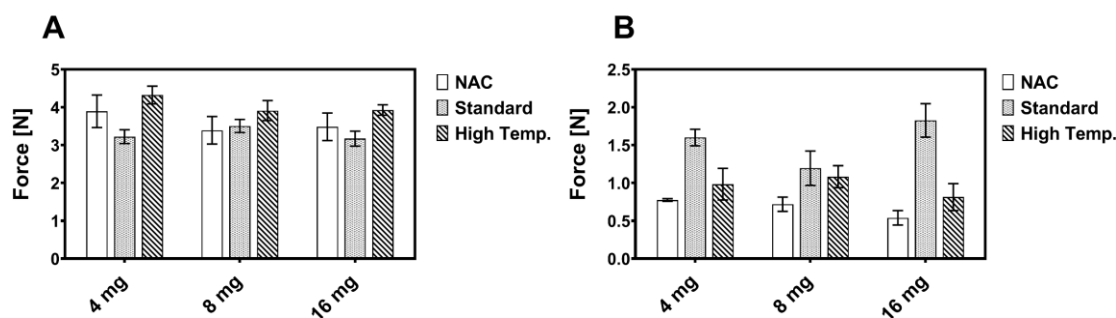 A
Force [N]
5
4
3
2
1
0
4 mg
8 mg
16 mg
NAC
Standard
High Temp.
B
Force [N]
2.5
2.0
1.5
1.0
0.5
0.0
4 mg
8 mg
16 mg
NAC
Standard
High Temp.